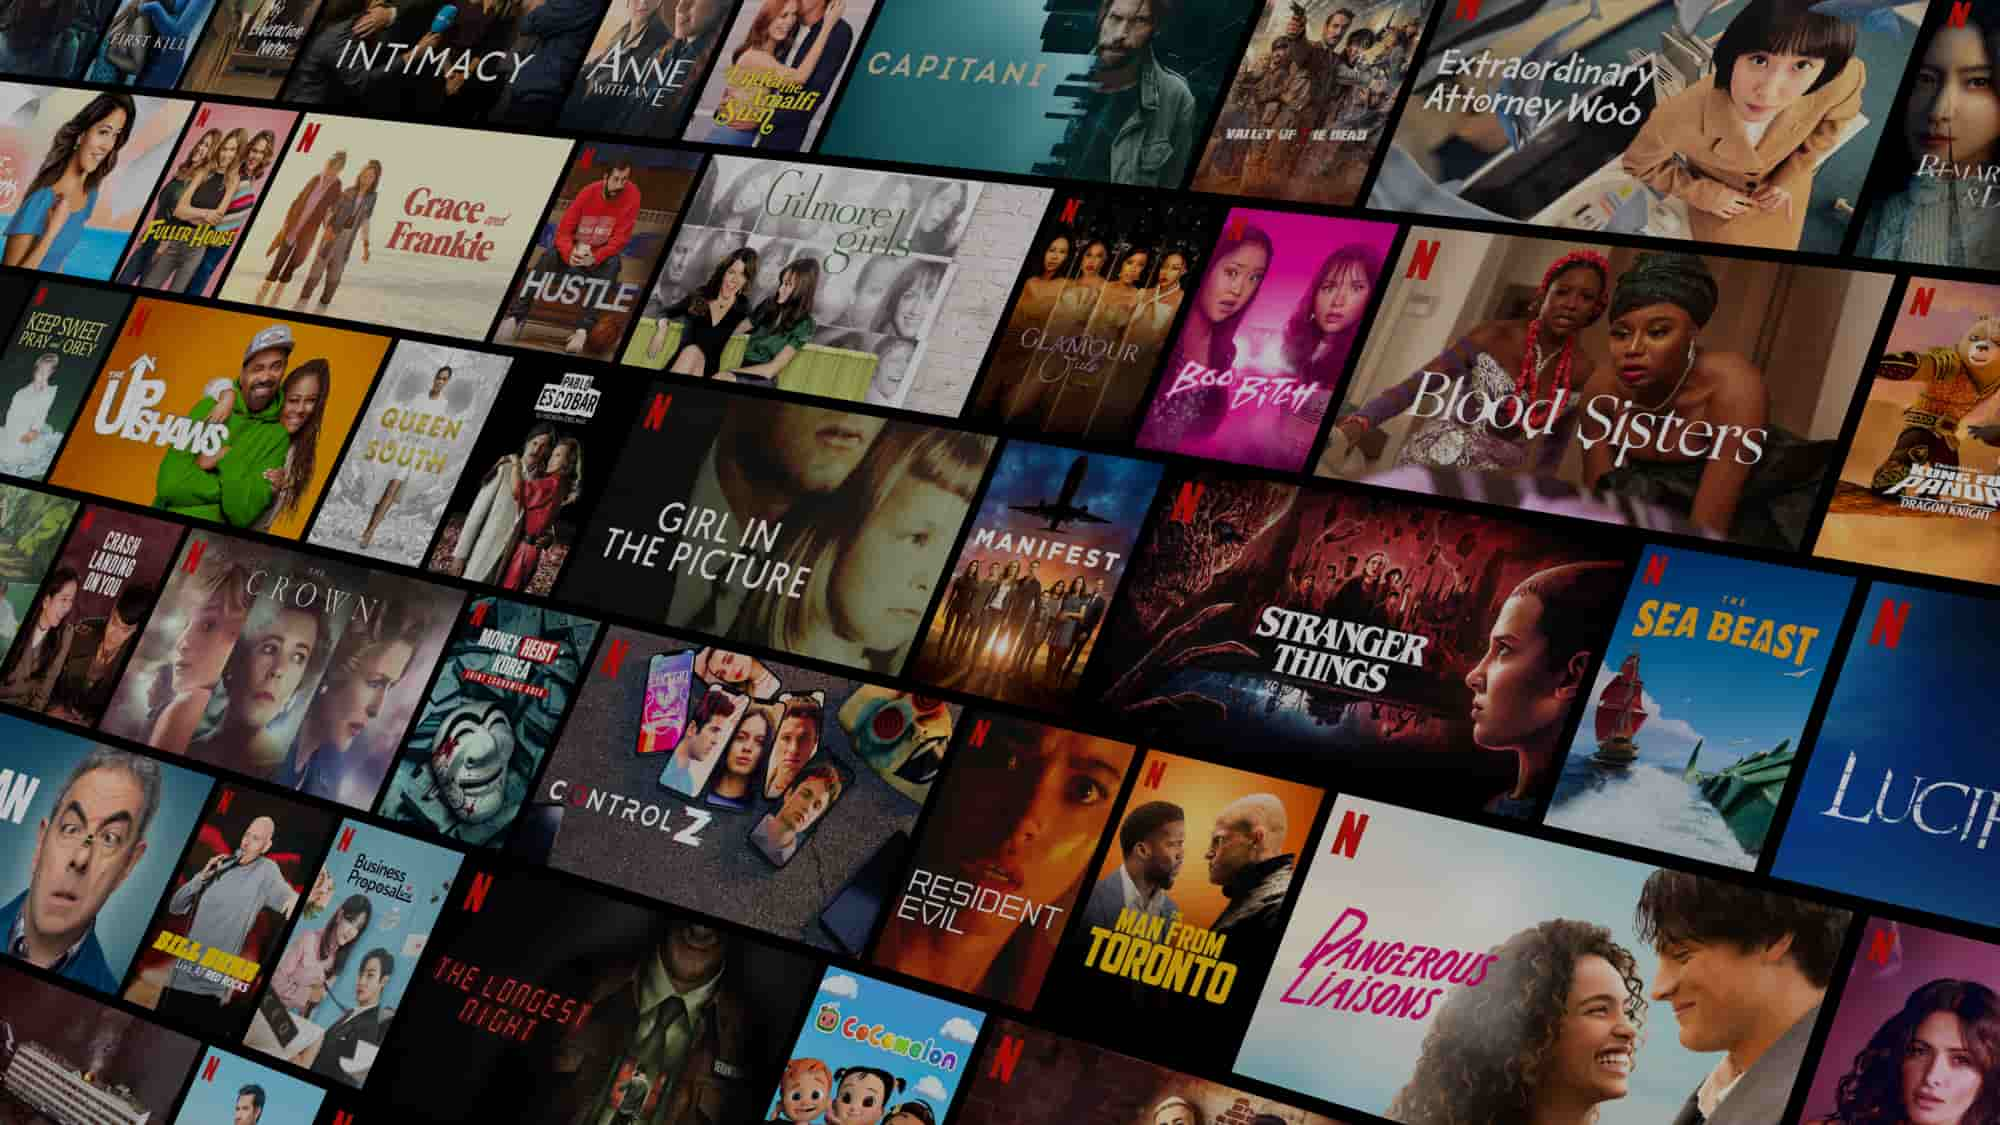 FIRST KILL
My
Liberation
Notes
INTIMACY
ANNE
WITH AN E
Under the
Amalfi
Sun
CAPITANI
VALLEY OF THE DEAD
Extraordinary
Attorney Woo
N
N
FULLER HOUSE
N
Grace and
Frankie
HUSTLE
Gilmore
girls
N
GLAMOUR
Girls
BOO BITCH
N
Blood Sisters
N
KUNG FU
PANDA
DRAGON KNIGHT
KEEP SWEET
PRAY and OBEY
N
THE
UPSHAWS
QUEEN
SOUTH
PABLO
ESCOBAR
N
GIRL IN
THE PICTURE
MANIFEST
N
STRANGER
THINGS
N
THE
SEA BEAST
N
LUCIF
CRASH
LANDING
ON YOU
N
THE
CROWN
N
MONEY HEIST
KOREA
JOINT ECONOMIC AREA
N
CONTROL Z
N
RESIDENT
EVIL
N
THE
MAN FROM
TORONTO
N
DANGEROUS
LIAISONS
N
AN
N
BILL BURR
LIVE AT RED ROCKS
N
Business
Proposal
N
THE LONGEST
NIGHT
CoComelon
N
N